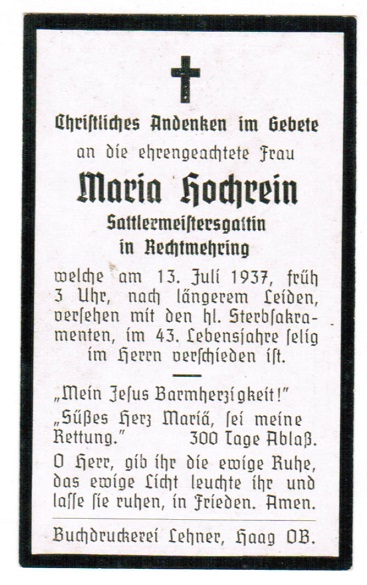 Christliches Andenken im Gebete
an die ehrengeachtete Frau
Maria Hochrein
Sattlermeistersgattin
in Rechtmehring
welche am 13. Juli 1937, früh
3 Uhr, nach längerem Leiden,
versehen mit den hl. Sterbsakra-
menten, im 43. Lebensjahre selig
im Herrn verschieden ist.
„Mein Jesus Barmherzigkeit!"
„Süßes Herz Mariä, sei meine
Rettung." 300 Tage Ablaß.
O Herr, gib ihr die ewige Ruhe,
das ewige Licht leuchte ihr und
lasse sie ruhen, in Frieden. Amen.
Buchdruckerei Lehner, Haag OB.